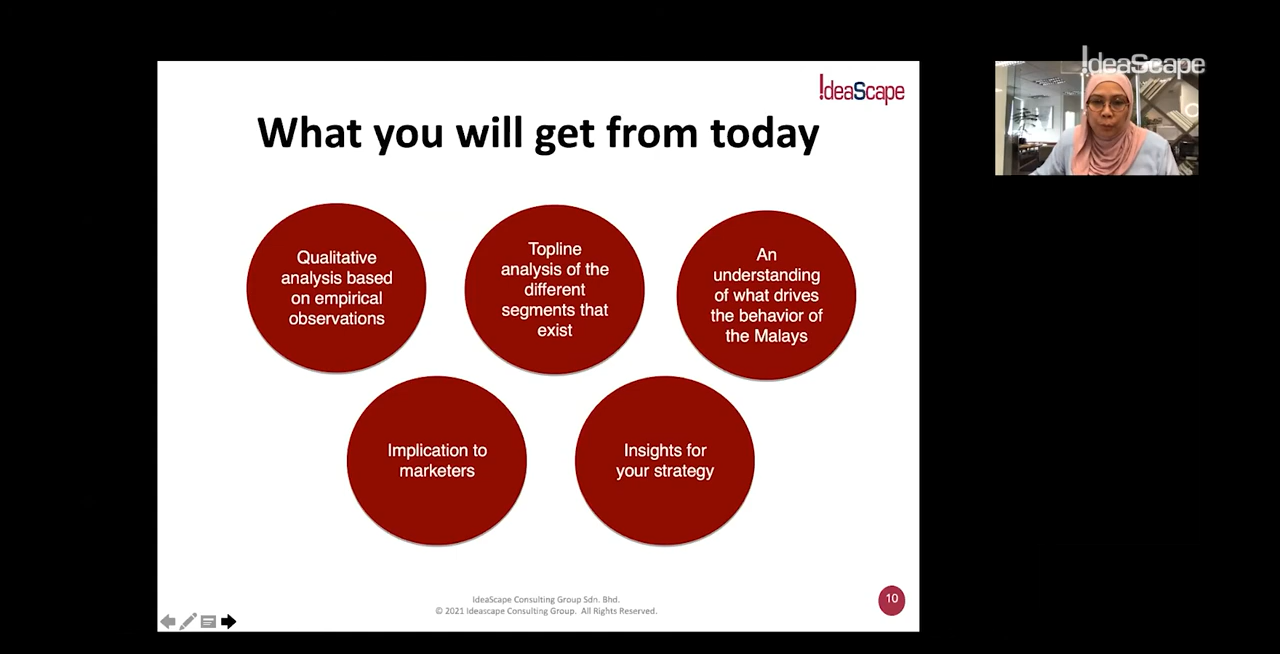 !deaScape
!deaScape
What you will get from today
Qualitative
analysis based
on empirical
observations
Topline
analysis of the
different
segments that
exist
An
understanding
of what drives
the behavior of
the Malays
Implication to
marketers
Insights for
your strategy
IdeaScape Consulting Group Sdn. Bhd.
© 2021 Ideascape Consulting Group. All Rights Reserved.
10